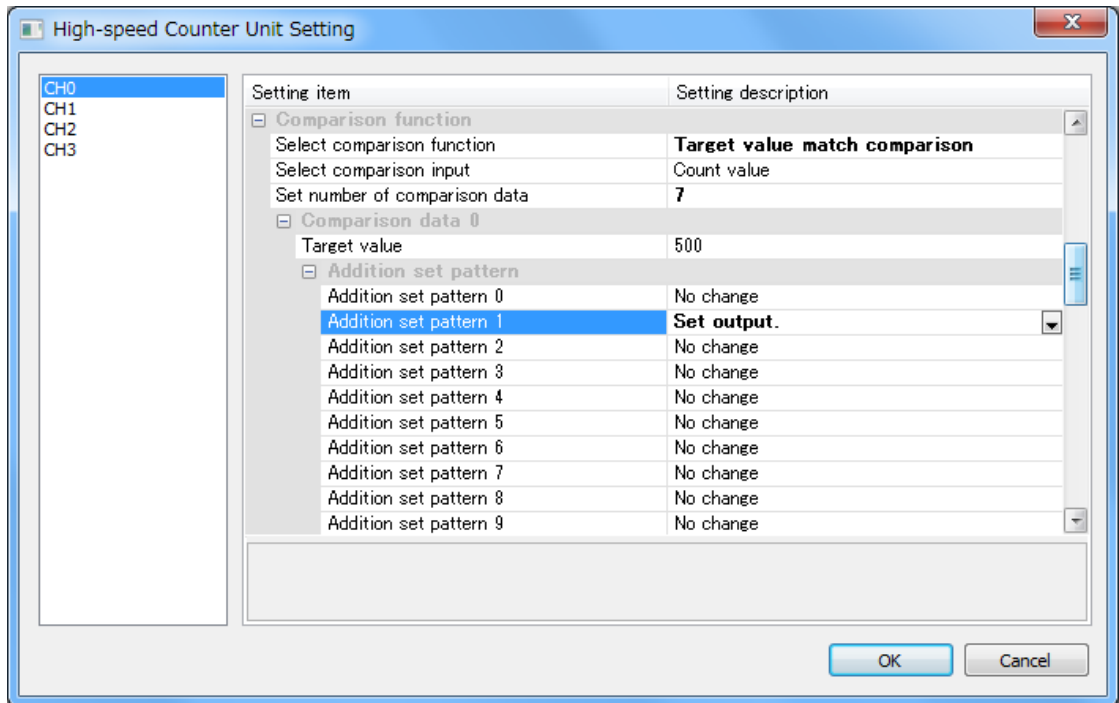 High-speed Counter Unit Setting
CH0
CH1
CH2
CH3
Setting item Setting description
Comparison function
Select comparison function Target value match comparison
Select comparison input Count value
Set number of comparison data 7
Comparison data 0
Target value 500
Addition set pattern
Addition set pattern 0 No change
Addition set pattern 1 Set output.
Addition set pattern 2 No change
Addition set pattern 3 No change
Addition set pattern 4 No change
Addition set pattern 5 No change
Addition set pattern 6 No change
Addition set pattern 7 No change
Addition set pattern 8 No change
Addition set pattern 9 No change
OK Cancel